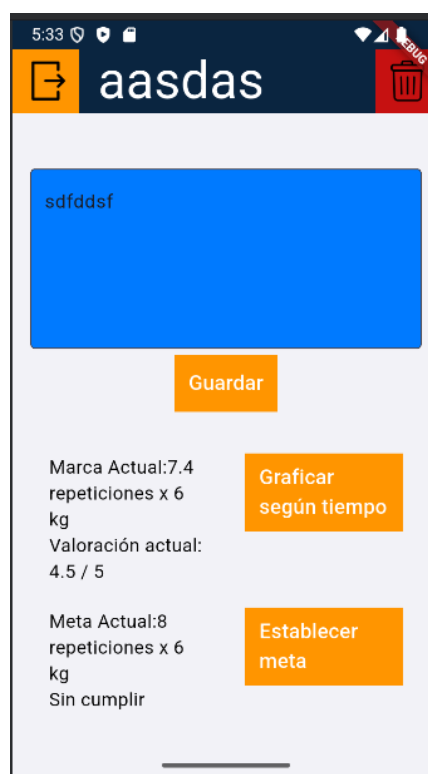 5:33
DEBUG
aasdas
sdfddsf
Guardar
Marca Actual:7.4
repeticiones x 6
kg
Valoración actual:
4.5 / 5
Graficar
según tiempo
Meta Actual:8
repeticiones x 6
kg
Sin cumplir
Establecer
meta